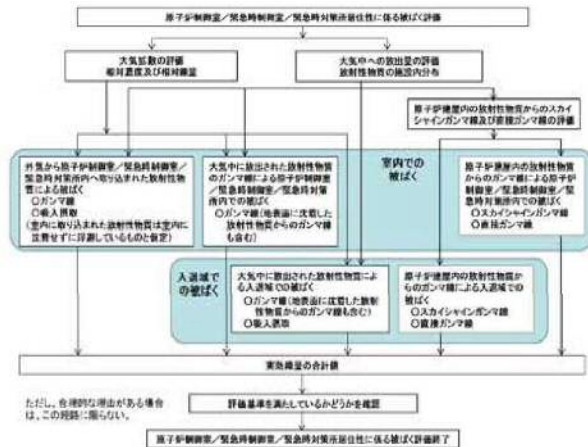 原子炉制御室／緊急時制御室／緊急時対策所居住性に係る被ばく評価
大気拡散の評価
相対濃度及び相対線量
大気中への放出量の評価
放射性物質の施設内分布
原子炉建屋内の放射性物質からのスカイ
シャインガンマ線及び直接ガンマ線の評価
室内での
被ばく
外気から原子炉制御室／緊急時制御室／
緊急時対策所内へ取り込まれた放射性物
質による被ばく
○ガンマ線
○吸入摂取
（室内に取り込まれた放射性物質は室内に
沈着せずに浮遊しているものと仮定）
大気中に放出された放射性物質
のガンマ線による原子炉制御室
／緊急時制御室／緊急時対策
所内での被ばく
○ガンマ線（地表面に沈着した
放射性物質からのガンマ線
も含む）
原子炉建屋内の放射性物質
からのガンマ線による原子炉制
御室／緊急時制御室／緊急
時対策所内での被ばく
○スカイシャインガンマ線
○直接ガンマ線
入退域で
の被ばく
大気中に放出された放射性物質による
入退域での被ばく
○ガンマ線（地表面に沈着した放射
性物質からのガンマ線も含む）
○吸入摂取
原子炉建屋内の放射性物質
からのガンマ線による入退域での
被ばく
○スカイシャインガンマ線
○直接ガンマ線
実効線量の合計値
ただし、合理的な理由がある場合
は、この経路に限らない。
評価基準を満たしているかどうかを確認
原子炉制御室／緊急時制御室／緊急時対策所居住性に係る被ばく評価終了